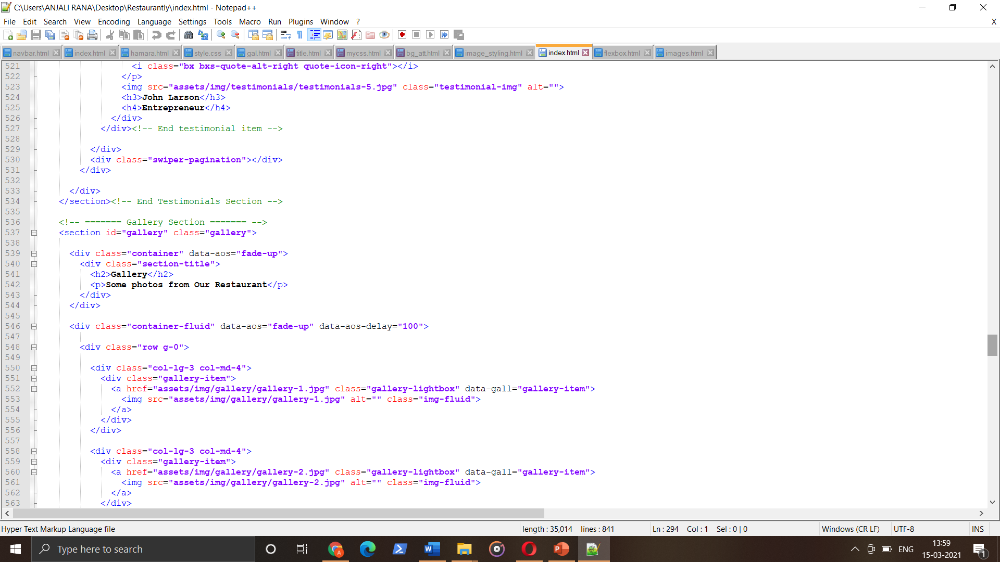 C:\Users\ANJALI RANA\Desktop\Restaurantly\index.html - Notepad++
File Edit Search View Encoding Language Settings Tools Macro Run Plugins Window ? X
navbar.html index.html hamara.html style.css gal.html title.html mycss.html bg_att.html image_styling.html index.html flexbox.html images.html
521 <i class="bx bxs-quote-alt-right quote-icon-right"></i>
522 </p>
523 <img src="assets/img/testimonials/testimonials-5.jpg" class="testimonial-img" alt="">
524 <h3>John Larson</h3>
525 <h4>Entrepreneur</h4>
526 </div>
527 </div><!-- End testimonial item -->
528
529 </div>
530 <div class="swiper-pagination"></div>
531 </div>
532
533 </div>
534 </section><!-- End Testimonials Section -->
535
536 <!-- ======= Gallery Section ======= -->
537 <section id="gallery" class="gallery">
538
539 <div class="container" data-aos="fade-up">
540 <div class="section-title">
541 <h2>Gallery</h2>
542 <p>Some photos from Our Restaurant</p>
543 </div>
544 </div>
545
546 <div class="container-fluid" data-aos="fade-up" data-aos-delay="100">
547
548 <div class="row g-0">
549
550 <div class="col-lg-3 col-md-4">
551 <div class="gallery-item">
552 <a href="assets/img/gallery/gallery-1.jpg" class="gallery-lightbox" data-gall="gallery-item">
553 <img src="assets/img/gallery/gallery-1.jpg" alt="" class="img-fluid">
554 </a>
555 </div>
556 </div>
557
558 <div class="col-lg-3 col-md-4">
559 <div class="gallery-item">
560 <a href="assets/img/gallery/gallery-2.jpg" class="gallery-lightbox" data-gall="gallery-item">
561 <img src="assets/img/gallery/gallery-2.jpg" alt="" class="img-fluid">
562 </a>
563 </div>
Hyper Text Markup Language file length : 35,014 lines : 841 Ln : 294 Col : 1 Sel : 0 | 0 Windows (CR LF) UTF-8 INS
Type here to search ENG 13:59
15-03-2021 1